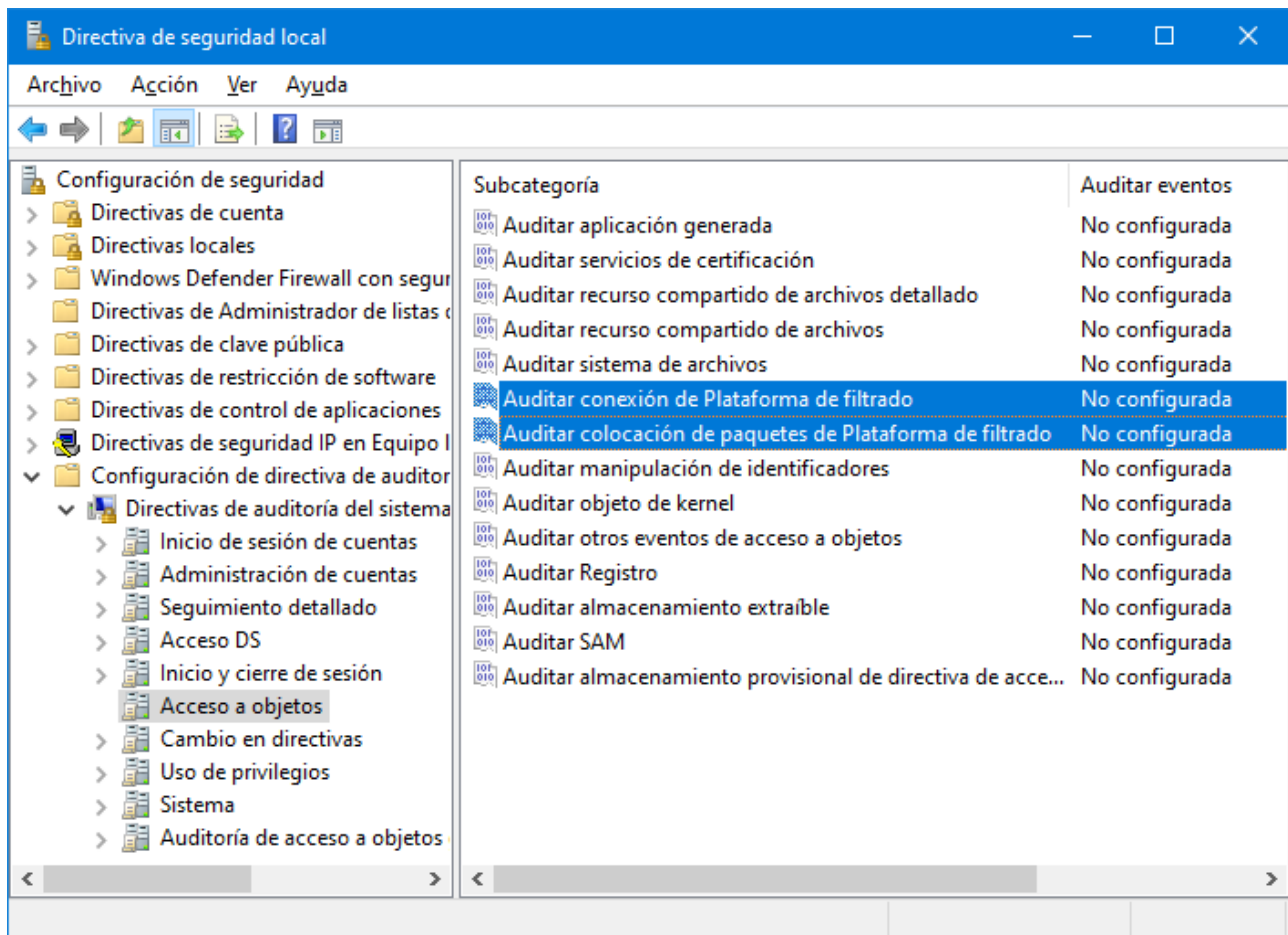 Directiva de seguridad local
Archivo Acción Ver Ayuda
Configuración de seguridad
Directivas de cuenta
Directivas locales
Windows Defender Firewall con segur
Directivas de Administrador de listas
Directivas de clave pública
Directivas de restricción de software
Directivas de control de aplicaciones
Directivas de seguridad IP en Equipo l
Configuración de directiva de auditor
Directivas de auditoría del sistema
Inicio de sesión de cuentas
Administración de cuentas
Seguimiento detallado
Acceso DS
Inicio y cierre de sesión
Acceso a objetos
Cambio en directivas
Uso de privilegios
Sistema
Auditoría de acceso a objetos
Subcategoría Auditar eventos
Auditar aplicación generada No configurada
Auditar servicios de certificación No configurada
Auditar recurso compartido de archivos detallado No configurada
Auditar recurso compartido de archivos No configurada
Auditar sistema de archivos No configurada
Auditar conexión de Plataforma de filtrado No configurada
Auditar colocación de paquetes de Plataforma de filtrado No configurada
Auditar manipulación de identificadores No configurada
Auditar objeto de kernel No configurada
Auditar otros eventos de acceso a objetos No configurada
Auditar Registro No configurada
Auditar almacenamiento extraíble No configurada
Auditar SAM No configurada
Auditar almacenamiento provisional de directiva de acce... No configurada